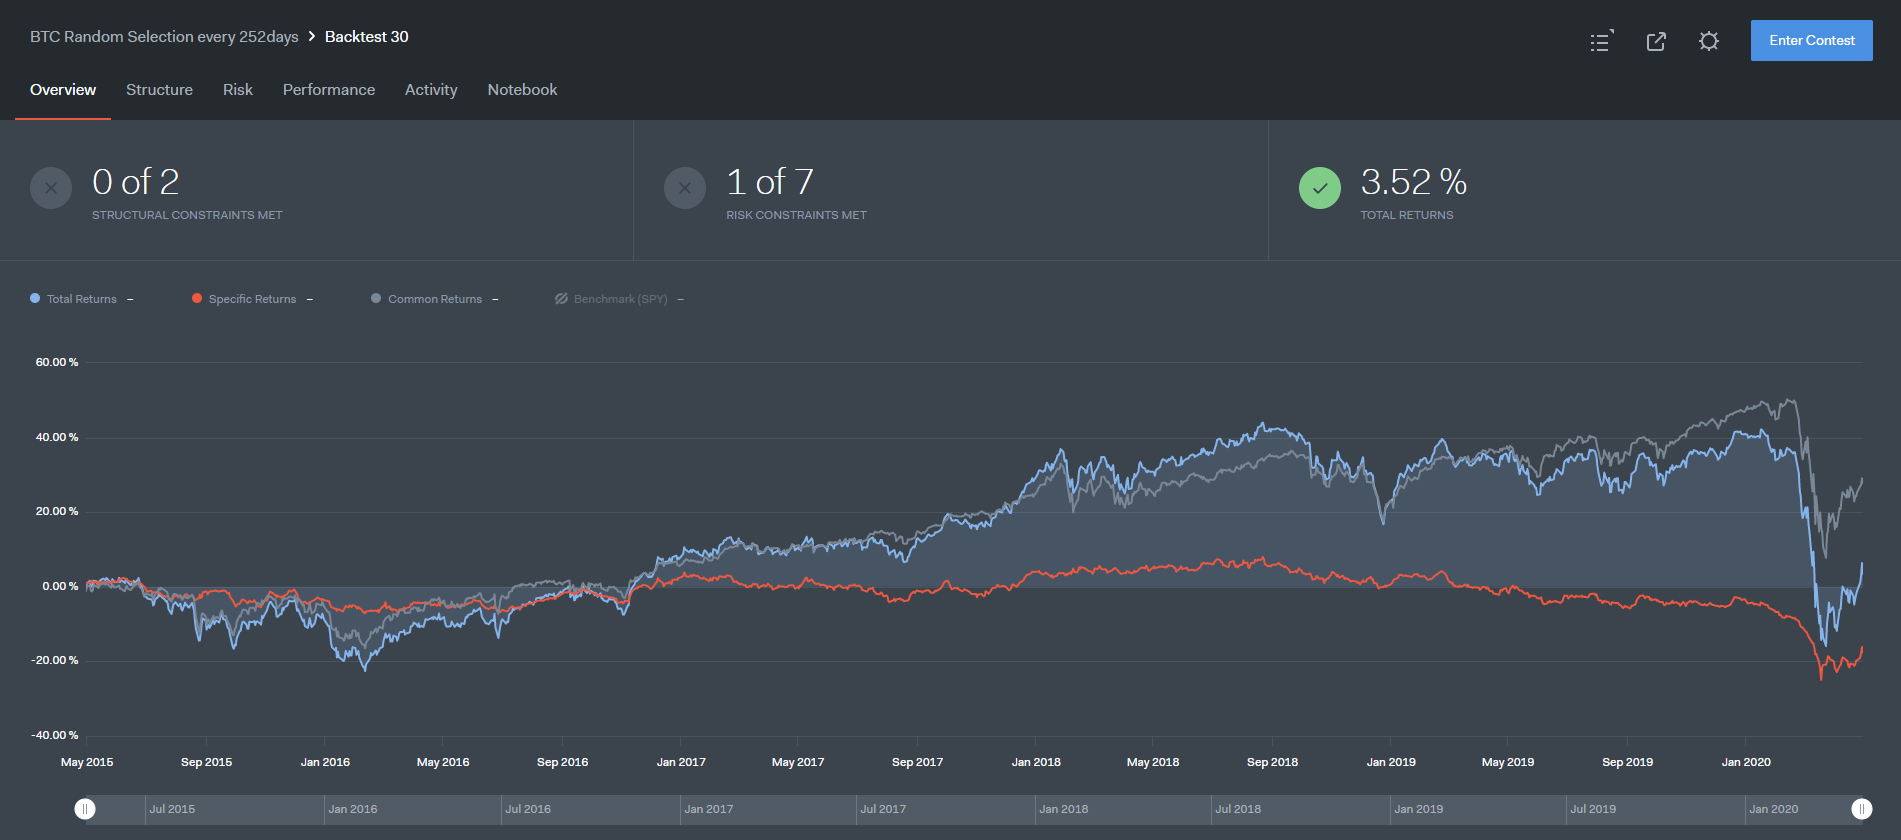 BTC Random Selection every 252days > Backtest 30
Enter Contest
Overview Structure Risk Performance Activity Notebook
0 of 2
STRUCTURAL CONSTRAINTS MET
1 of 7
RISK CONSTRAINTS MET
3.52 %
TOTAL RETURNS
Total Returns – Specific Returns – Common Returns – Benchmark (SPY) –
60.00 %
40.00 %
20.00 %
0.00 %
-20.00 %
-40.00 %
May 2015 Sep 2015 Jan 2016 May 2016 Sep 2016 Jan 2017 May 2017 Sep 2017 Jan 2018 May 2018 Sep 2018 Jan 2019 May 2019 Sep 2019 Jan 2020
Jul 2015 Jan 2016 Jul 2016 Jan 2017 Jul 2017 Jan 2018 Jul 2018 Jan 2019 Jul 2019 Jan 2020